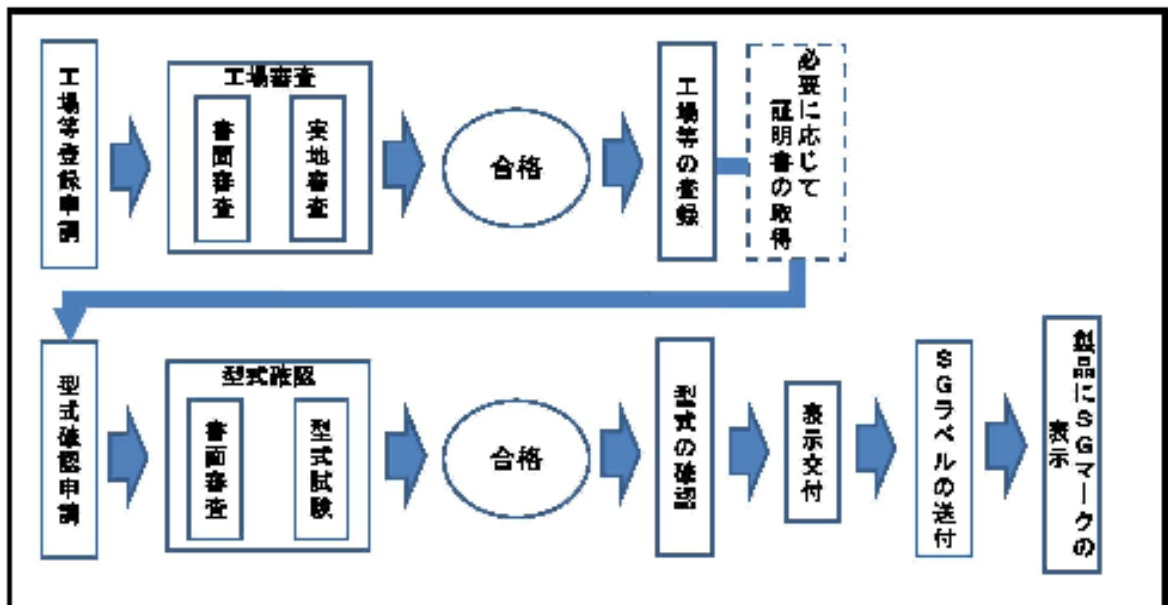 工場等登録申請
工場審査
書面審査
実地審査
合格
工場等の登録
必要に応じて
証明書の取得
型式確認申請
型式確認
書面審査
型式試験
合格
型式の確認
表示交付
SGラベルの送付
製品にSGマークの
表示